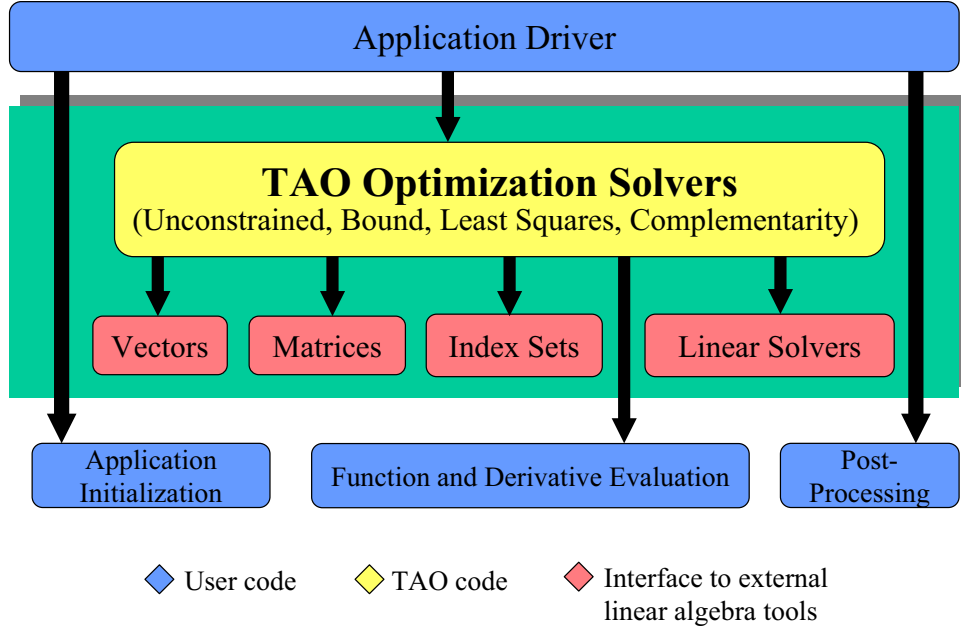 Application Driver
TAO Optimization Solvers
(Unconstrained, Bound, Least Squares, Complementarity)
Vectors
Matrices
Index Sets
Linear Solvers
Application
Initialization
Function and Derivative Evaluation
Post-
Processing
User code
TAO code
Interface to external
linear algebra tools